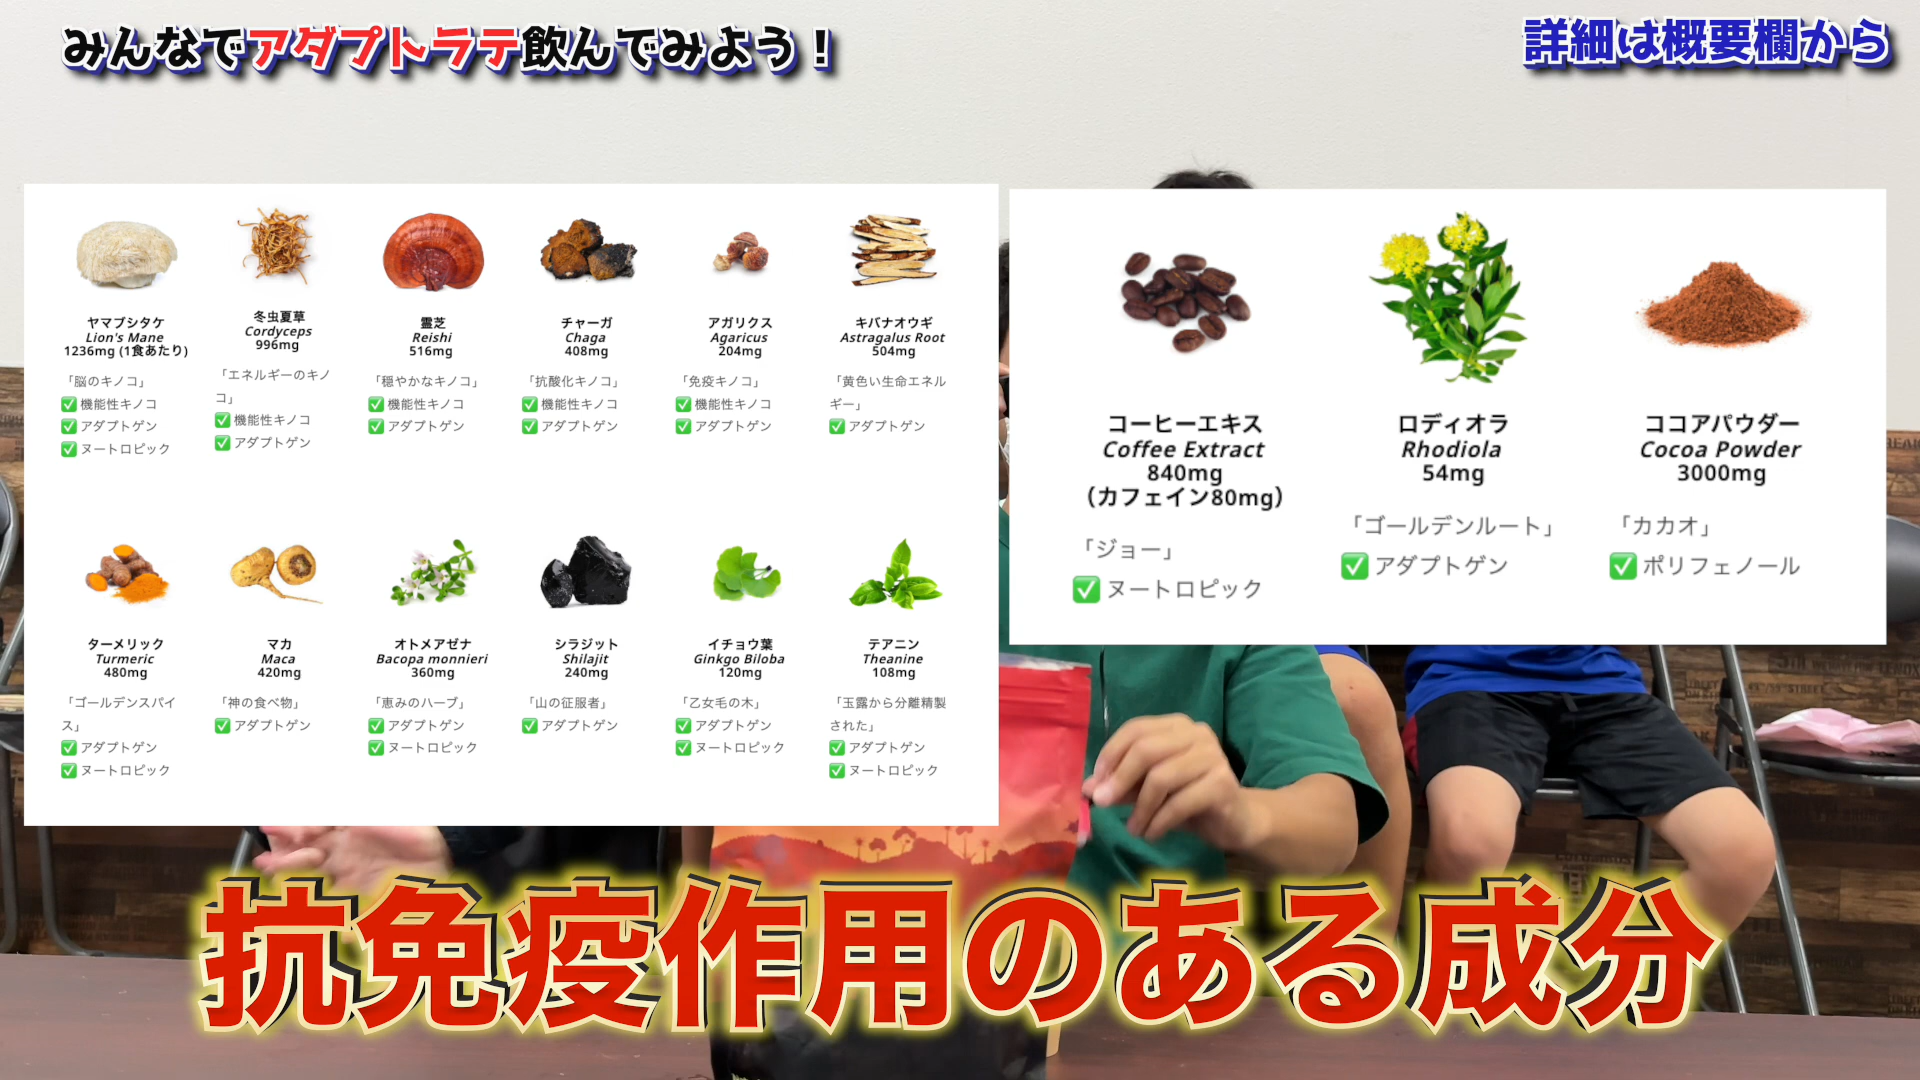 みんなでアダプトラテ飲んでみよう！
詳細は概要欄から
ヤマブシタケ
Lion's Mane
1236mg (1食あたり)
「脳のキノコ」
✅ 機能性キノコ
✅ アダプトゲン
✅ ヌートロピック
冬虫夏草
Cordyceps
996mg
「エネルギーのキノ
コ」
✅ 機能性キノコ
✅ アダプトゲン
霊芝
Reishi
516mg
「穏やかなキノコ」
✅ 機能性キノコ
✅ アダプトゲン
チャーガ
Chaga
408mg
「抗酸化キノコ」
✅ 機能性キノコ
✅ アダプトゲン
アガリクス
Agaricus
204mg
「免疫キノコ」
✅ 機能性キノコ
✅ アダプトゲン
キバナオウギ
Astragalus Root
504mg
「黄色い生命エネル
ギー」
✅ アダプトゲン
ターメリック
Turmeric
480mg
「ゴールデンスパイ
ス」
✅ アダプトゲン
✅ ヌートロピック
マカ
Maca
420mg
「神の食べ物」
✅ アダプトゲン
オトメアゼナ
Bacopa monnieri
360mg
「恵みのハーブ」
✅ アダプトゲン
✅ ヌートロピック
シラジット
Shilajit
240mg
「山の征服者」
✅ アダプトゲン
イチョウ葉
Ginkgo Biloba
120mg
「乙女毛の木」
✅ アダプトゲン
✅ ヌートロピック
テアニン
Theanine
108mg
「玉露から分離精製
された」
✅ アダプトゲン
✅ ヌートロピック
コーヒーエキス
Coffee Extract
840mg
（カフェイン80mg）
「ジョー」
✅ ヌートロピック
ロディオラ
Rhodiola
54mg
「ゴールデンルート」
✅ アダプトゲン
ココアパウダー
Cocoa Powder
3000mg
「カカオ」
✅ ポリフェノール
抗免疫作用のある成分